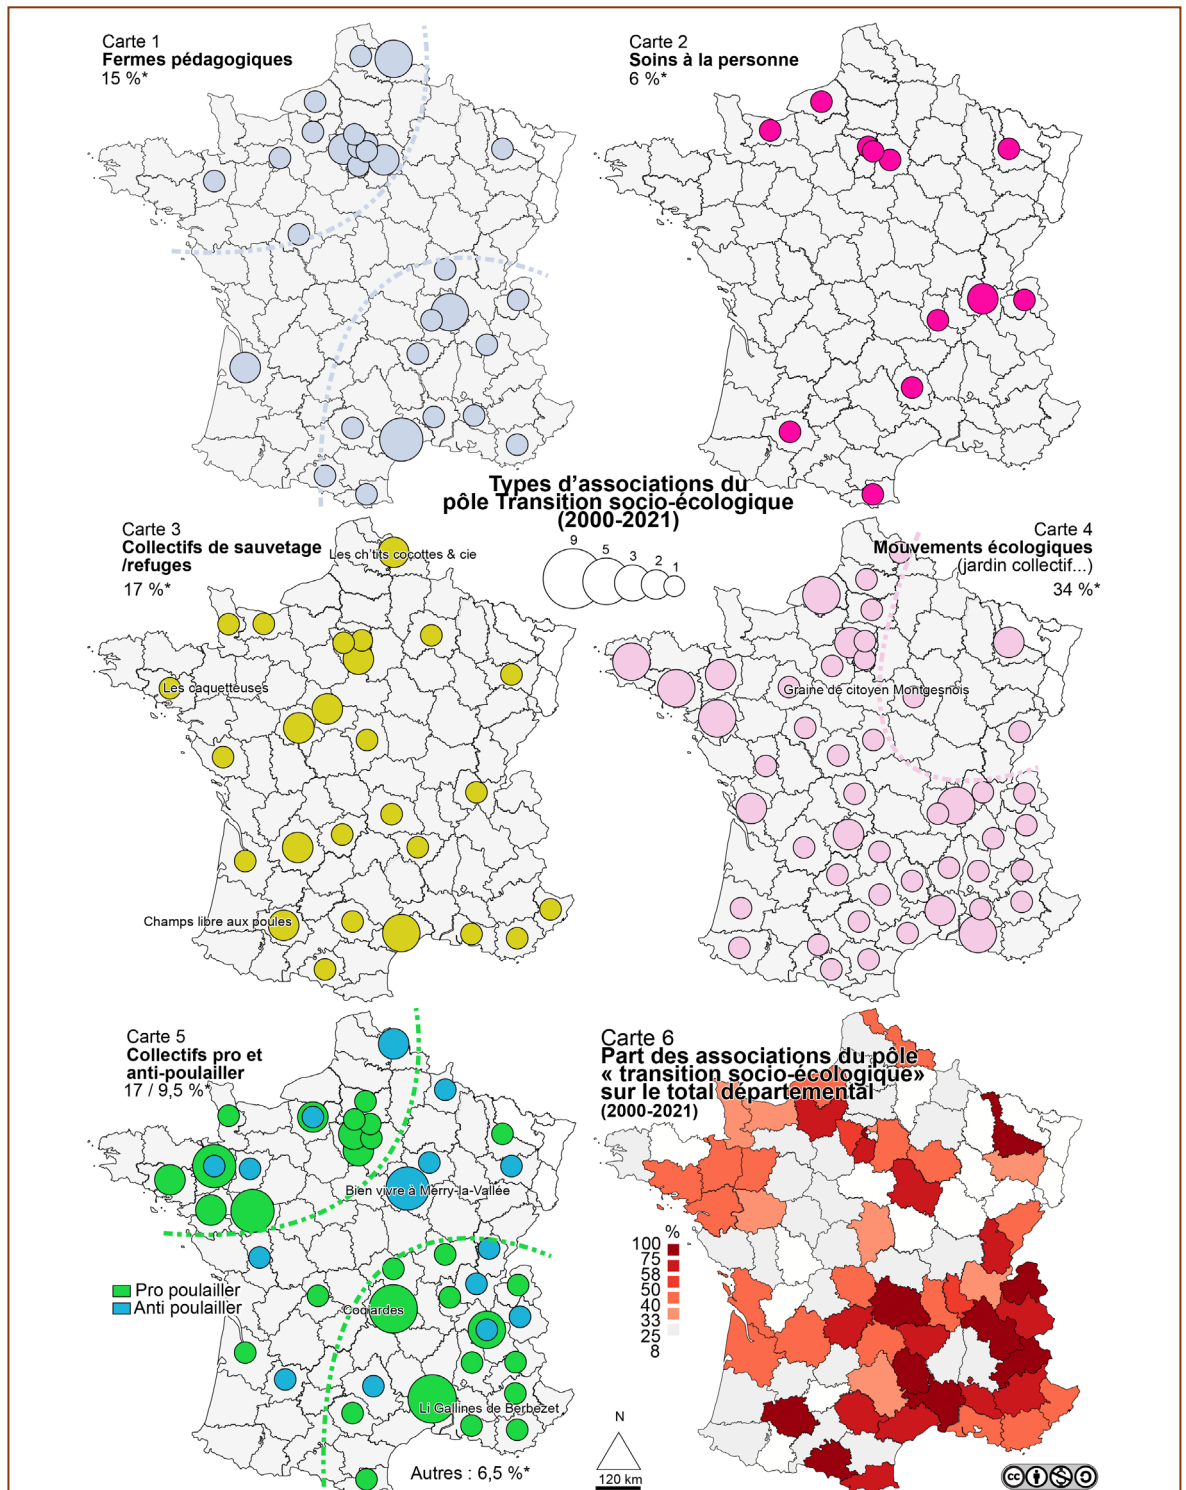 Carte 1
Fermes pédagogiques
15 %*
Carte 2
Soins à la personne
6 %*
Types d'associations du
pôle Transition socio-écologique
(2000-2021)
9
5
3
2
1
Carte 3
Collectifs de sauvetage
/refuges
17 %*
Les ch'tits cocottes & cie
Les caquetteuses
Champs libre aux poules
Carte 4
Mouvements écologiques
(jardin collectif...)
34 %*
Graine de citoyen Montgesnois
Carte 5
Collectifs pro et
anti-poulailler
17 / 9,5 %*
Bien vivre à Merry-la-Vallée
Pro poulailler
Anti poulailler
Coqiardes
Li Gallines de Berbezet
Autres : 6,5 %*
Carte 6
Part des associations du pôle
« transition socio-écologique»
sur le total départemental
(2000-2021)
%
100
75
58
50
40
33
25
8
N
120 km
cc